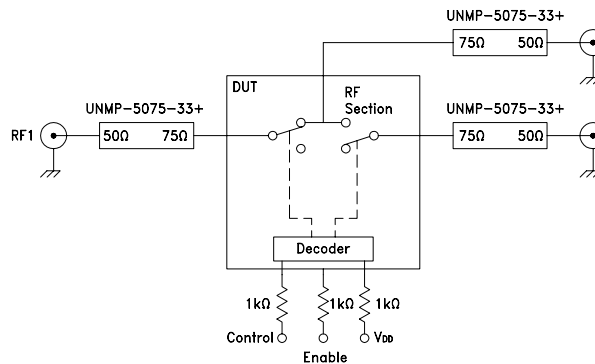 UNMP-5075-33+
75Ω 50Ω
DUT
RF
Section
UNMP-5075-33+
UNMP-5075-33+
RF1
50Ω 75Ω
75Ω 50Ω
Decoder
1kΩ 1kΩ 1kΩ
Control
VDD
Enable